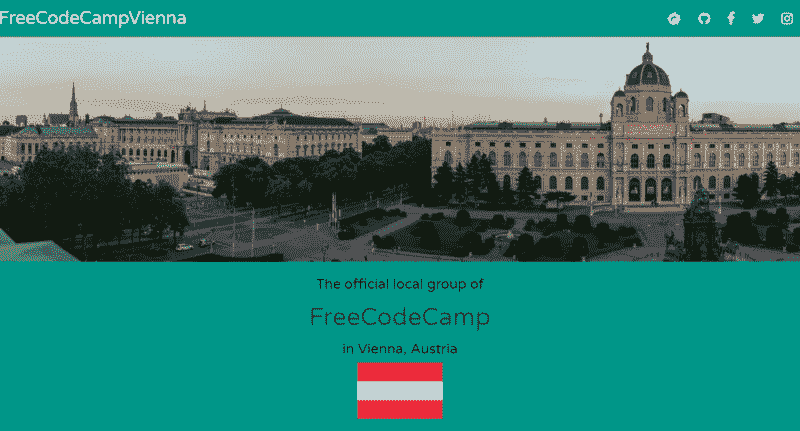 FreeCodeCampVienna
The official local group of
FreeCodeCamp
in Vienna, Austria